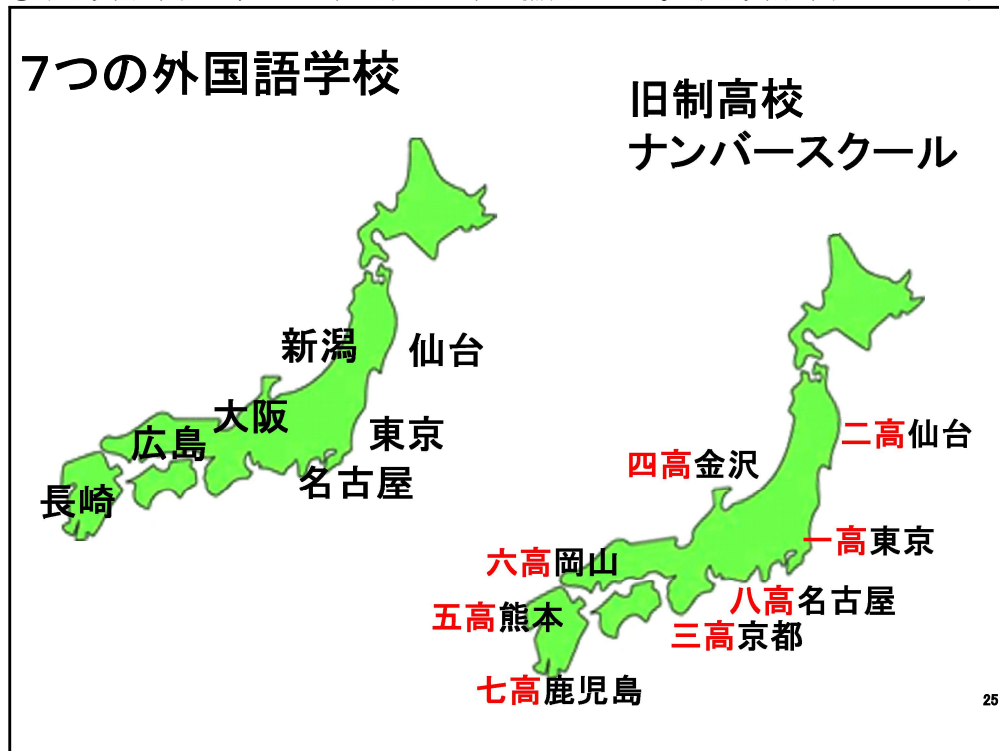 7つの外国語学校
旧制高校
ナンバースクール
新潟
仙台
大阪
東京
広島
名古屋
長崎
二高仙台
四高金沢
一高東京
六高岡山
八高名古屋
五高熊本
三高京都
七高鹿児島
25